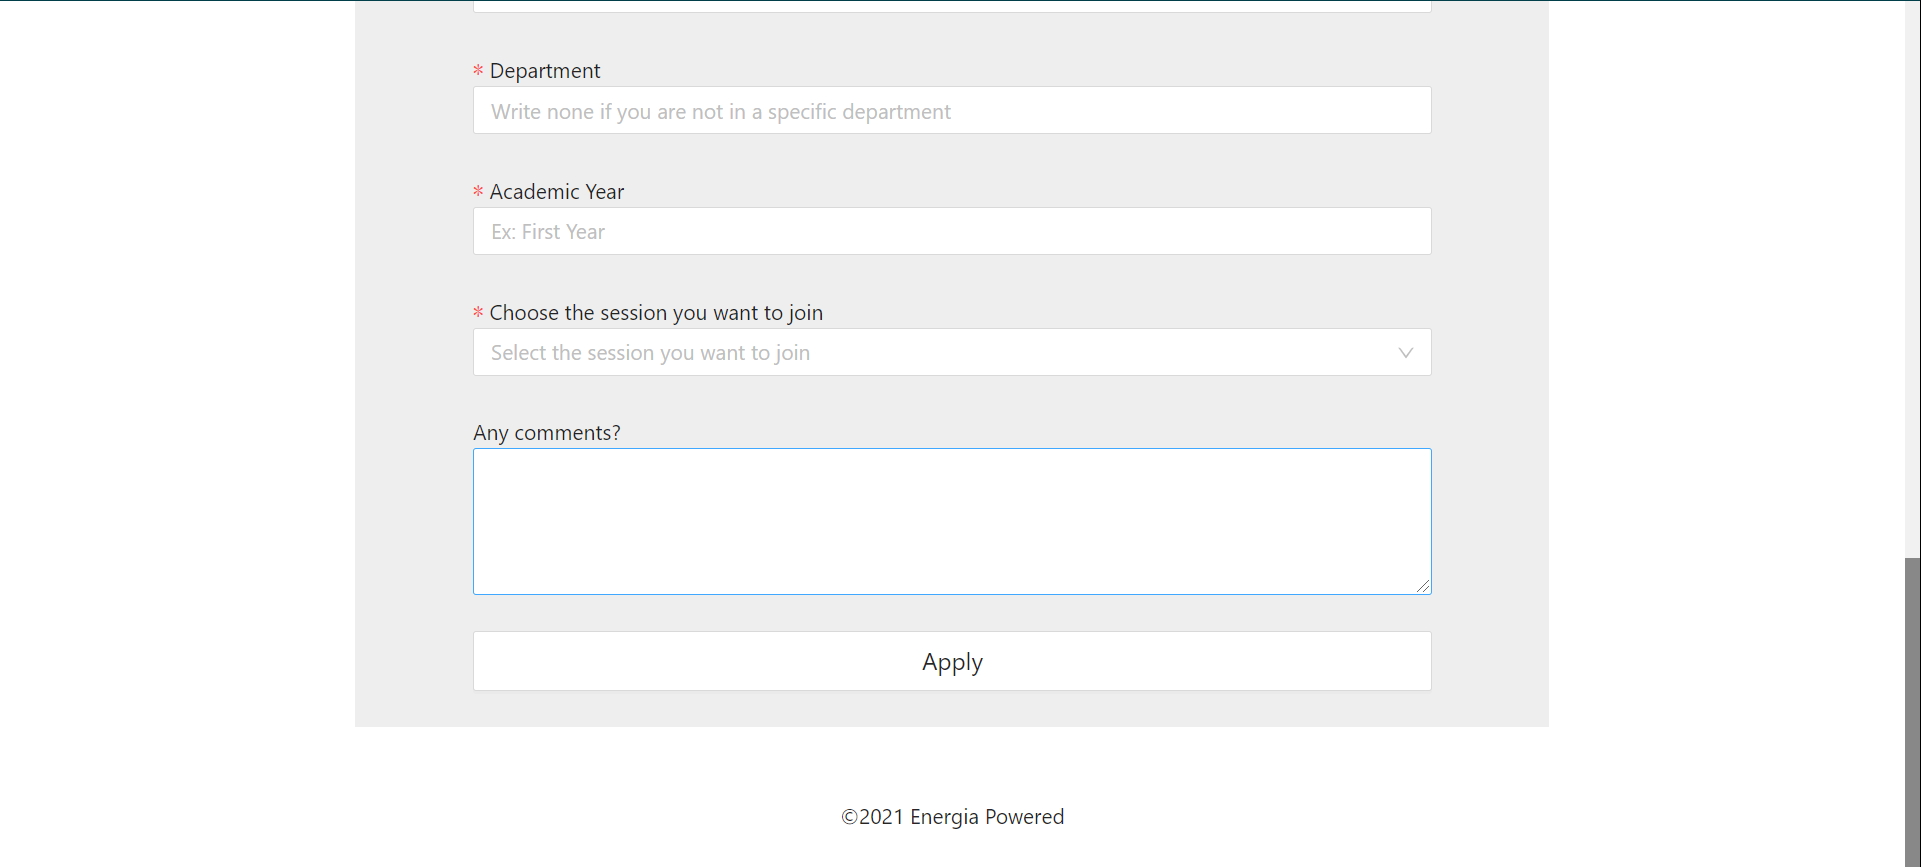 * Department
Write none if you are not in a specific department
* Academic Year
Ex: First Year
* Choose the session you want to join
Select the session you want to join
Any comments?
Apply
©2021 Energia Powered